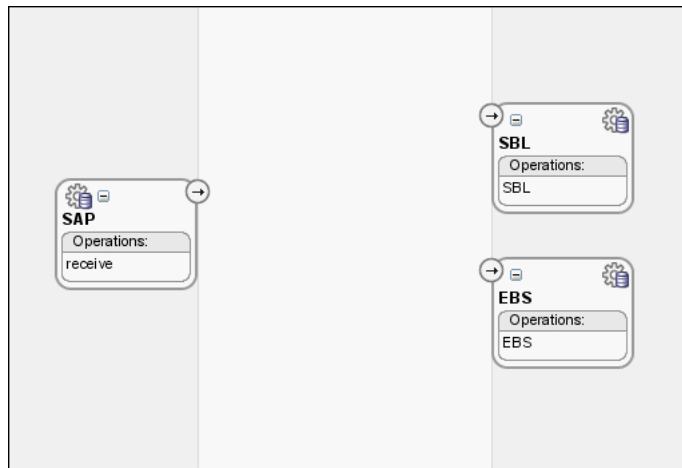 SAP
Operations:
receive
SBL
Operations:
SBL
EBS
Operations:
EBS